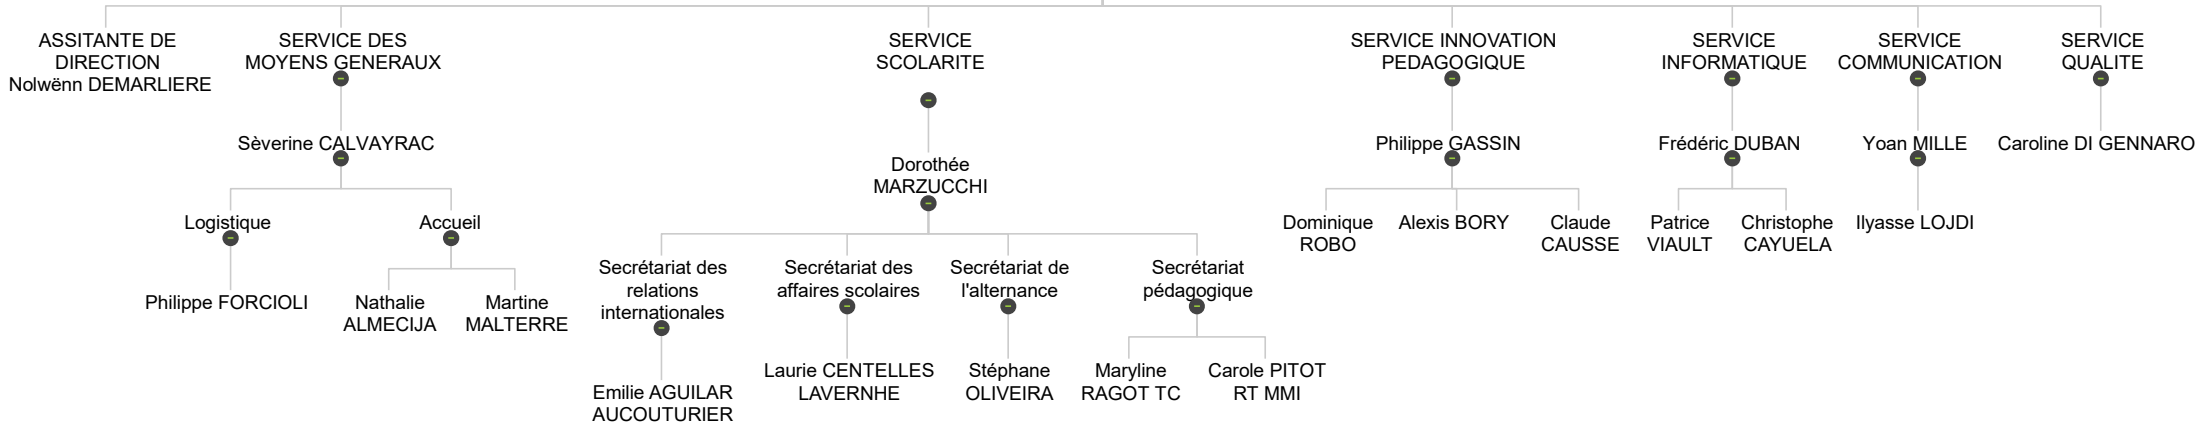 ASSITANTE DE
DIRECTION
Nolwënn DEMARLIERE
SERVICE DES
MOYENS GENERAUX
Sèverine CALVAYRAC
Logistique
Philippe FORCIOLI
Accueil
Nathalie
ALMECIJA
Martine
MALTERRE
SERVICE
SCOLARITE
Dorothée
MARZUCCHI
Secrétariat des
relations
internationales
Emilie AGUILAR
AUCOUTURIER
Secrétariat des
affaires scolaires
Laurie CENTELLES
LAVERNHE
Secrétariat de
l'alternance
Stéphane
OLIVEIRA
Secrétariat
pédagogique
Maryline
RAGOT TC
Carole PITOT
RT MMI
SERVICE INNOVATION
PEDAGOGIQUE
Philippe GASSIN
Dominique
ROBO
Alexis BORY
Claude
CAUSSE
SERVICE
INFORMATIQUE
Frédéric DUBAN
Patrice
VIAULT
Christophe
CAYUELA
SERVICE
COMMUNICATION
Yoan MILLE
Ilyasse LOJDI
SERVICE
QUALITE
Caroline DI GENNARO